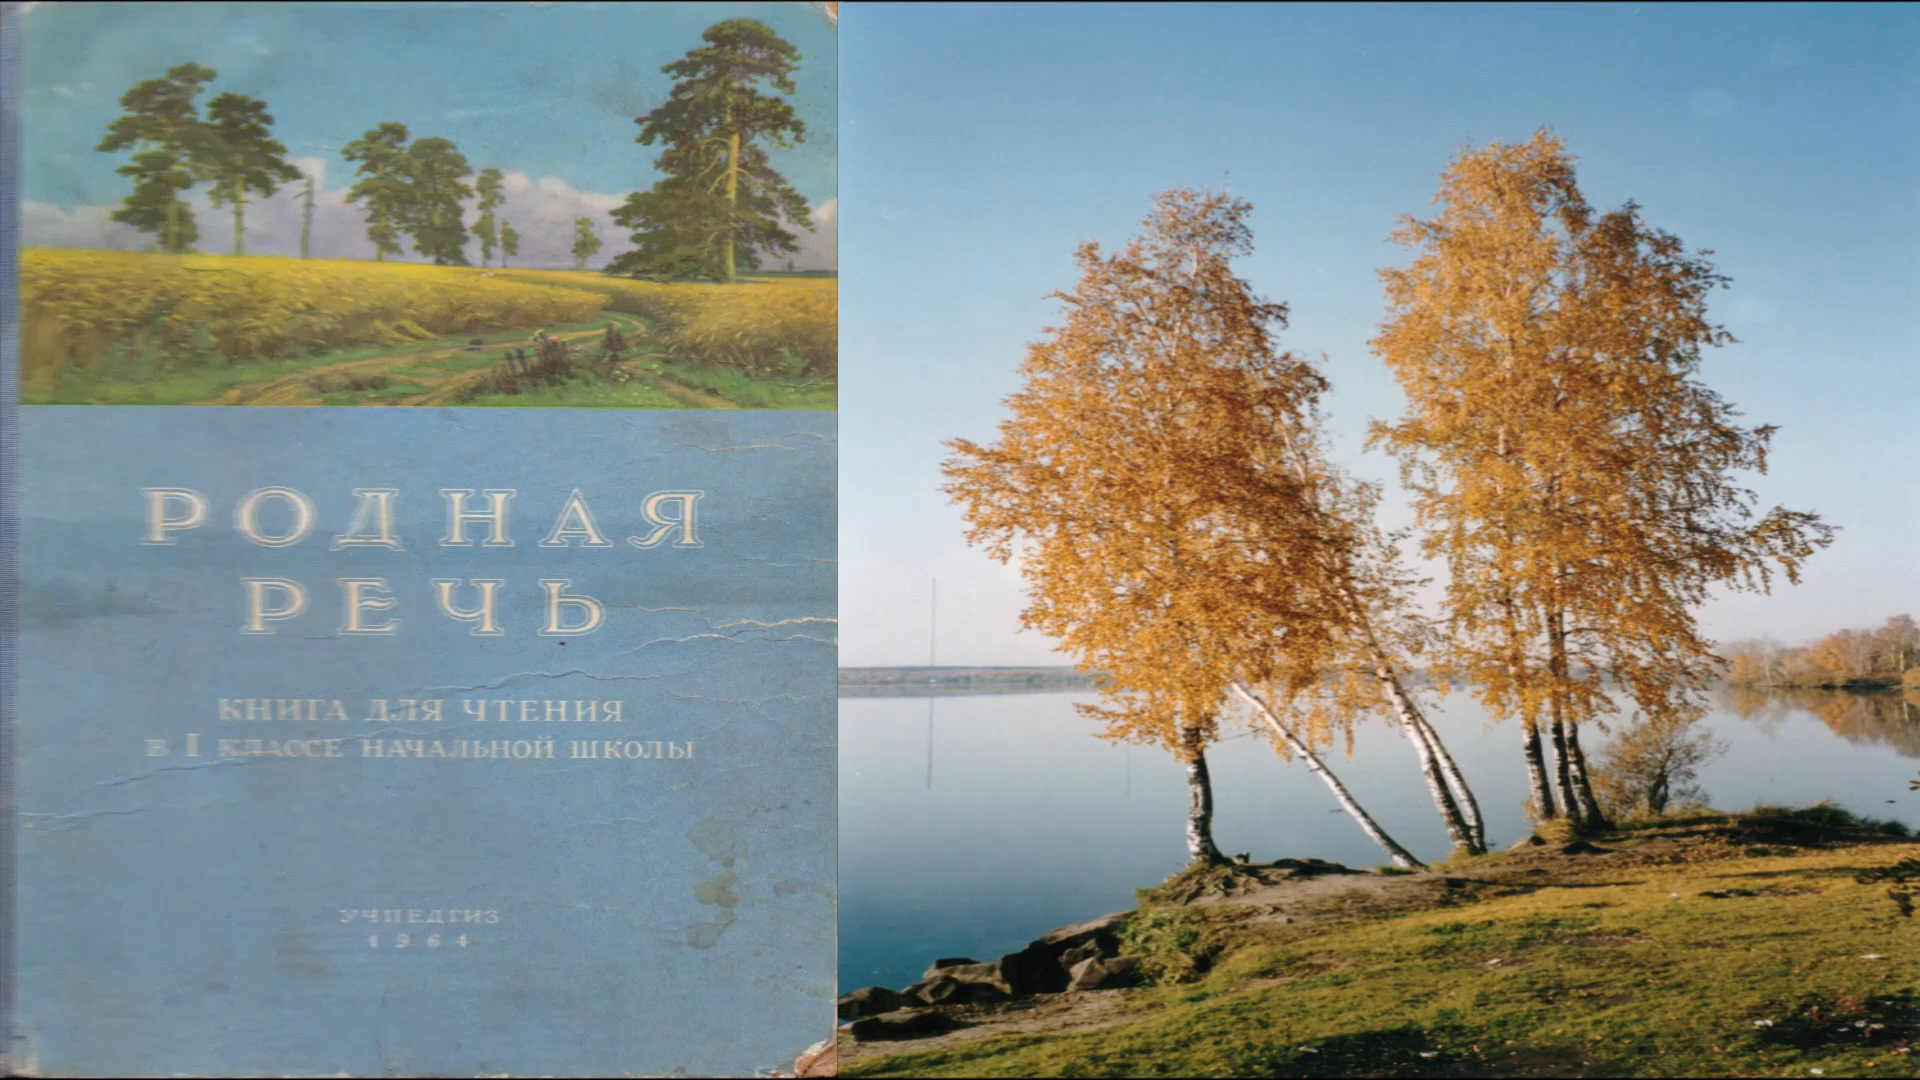 РОДНАЯ
РЕЧЬ
КНИГА ДЛЯ ЧТЕНИЯ
В I КЛАССЕ НАЧАЛЬНОЙ ШКОЛЫ
УЧПЕДГИЗ
1964